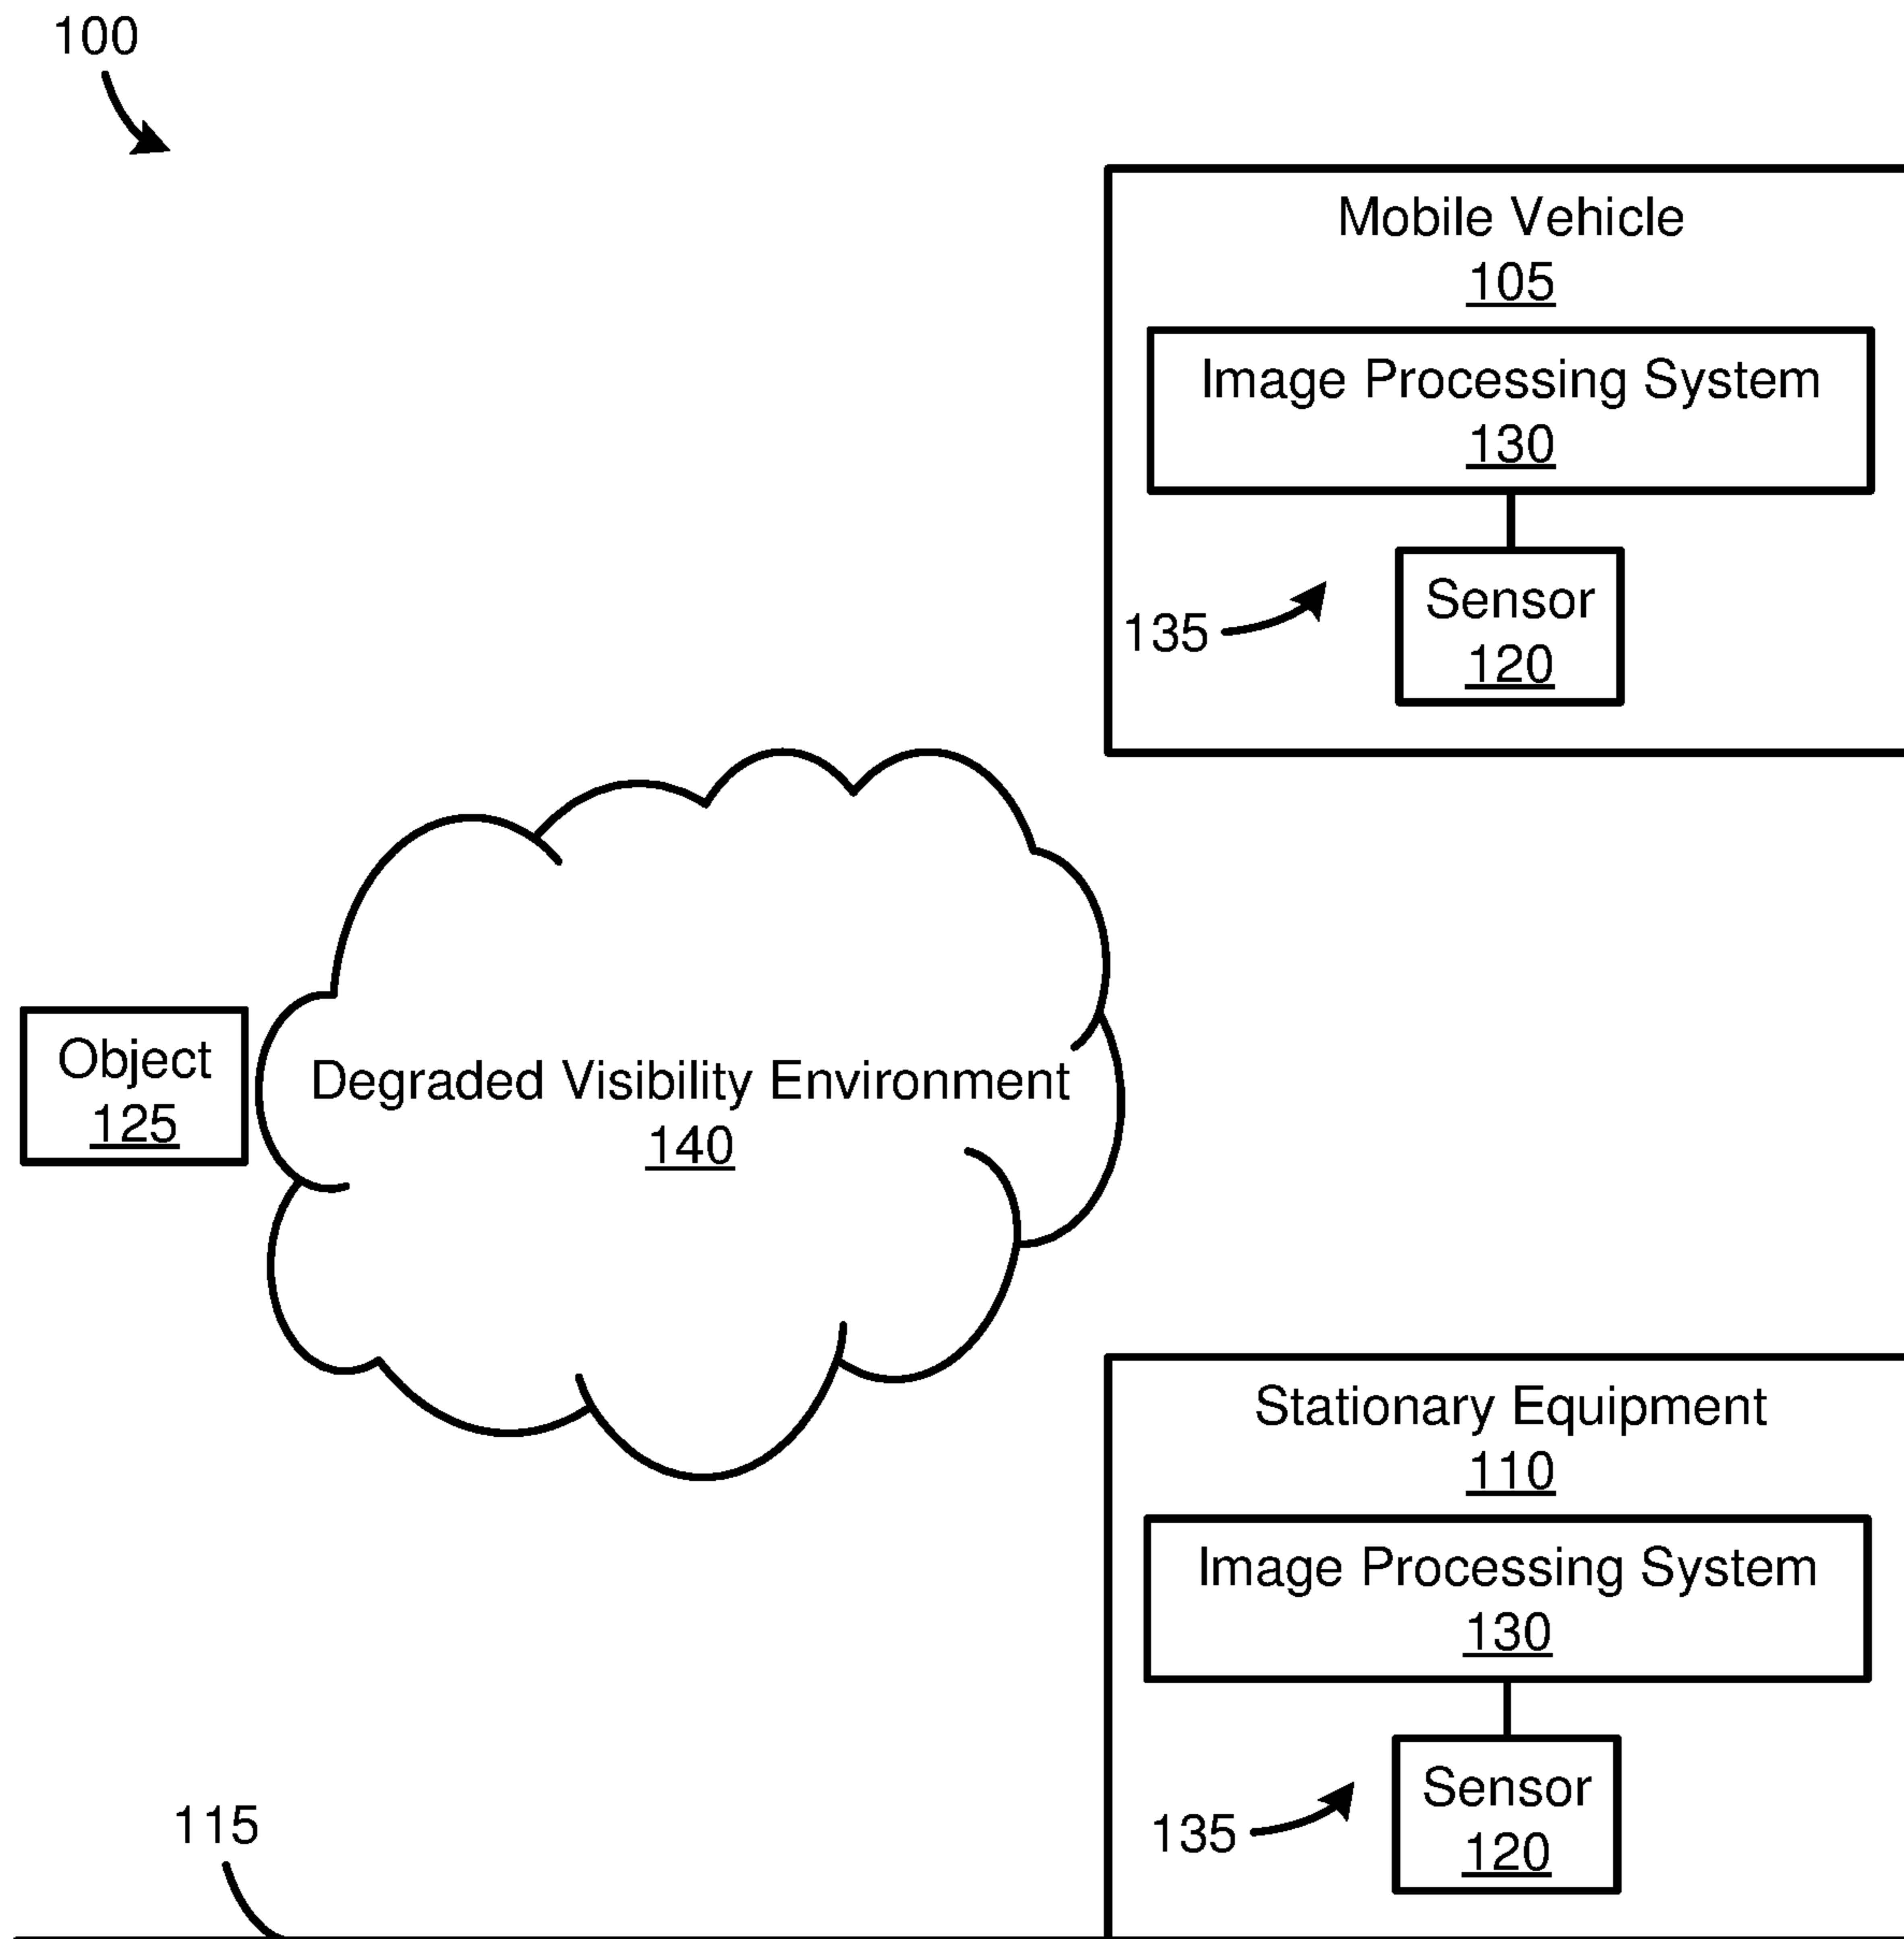 100
Mobile Vehicle
105
Image Processing System
130
135
Sensor
120
Object
125
Degraded Visibility Environment
140
Stationary Equipment
110
Image Processing System
130
135
Sensor
120
115